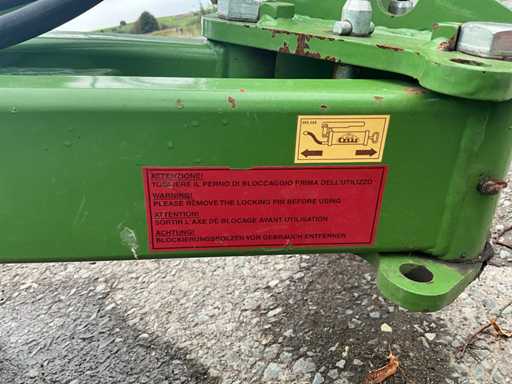 ATTENZIONE!
TOGLIERE IL PERNO DI BLOCCAGGIO PRIMA DELL'UTILIZZO
WARNING!
PLEASE REMOVE THE LOCKING PIN BEFORE USING
ATTENTION!
SORTIR L'AXE DE BLOCAGE AVANT UTILISATION
ACHTUNG!
BLOCKIERUNGSBOLZEN VOR GEBRAUCH ENTFERNEN